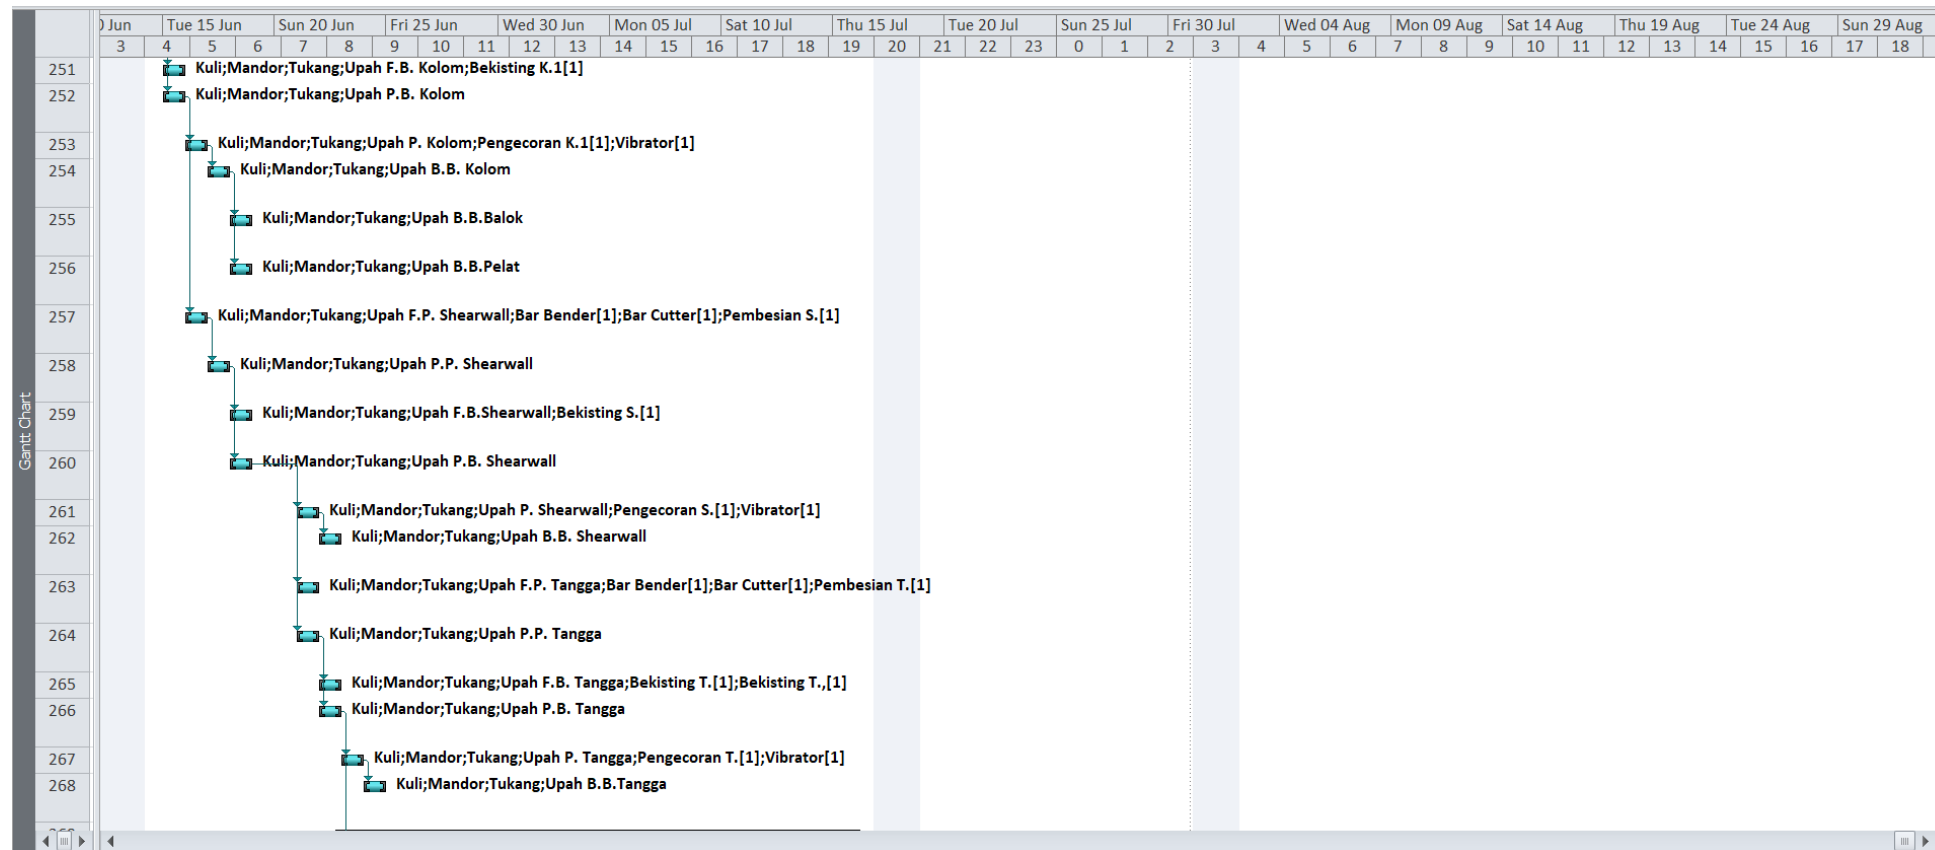 Jun Tue 15 Jun Sun 20 Jun Fri 25 Jun Wed 30 Jun Mon 05 Jul Sat 10 Jul Thu 15 Jul Tue 20 Jul Sun 25 Jul Fri 30 Jul Wed 04 Aug Mon 09 Aug Sat 14 Aug Thu 19 Aug Tue 24 Aug Sun 29 Aug
3 4 5 6 7 8 9 10 11 12 13 14 15 16 17 18 19 20 21 22 23 0 1 2 3 4 5 6 7 8 9 10 11 12 13 14 15 16 17 18
251 Kuli;Mandor;Tukang;Upah F.B. Kolom;Bekisting K.1[1]
252 Kuli;Mandor;Tukang;Upah P.B. Kolom
253 Kuli;Mandor;Tukang;Upah P. Kolom;Pengecoran K.1[1];Vibrator[1]
254 Kuli;Mandor;Tukang;Upah B.B. Kolom
255 Kuli;Mandor;Tukang;Upah B.B.Balok
256 Kuli;Mandor;Tukang;Upah B.B.Pelat
257 Kuli;Mandor;Tukang;Upah F.P. Shearwall;Bar Bender[1];Bar Cutter[1];Pembesian S.[1]
258 Kuli;Mandor;Tukang;Upah P.P. Shearwall
259 Kuli;Mandor;Tukang;Upah F.B.Shearwall;Bekisting S.[1]
260 Kuli;Mandor;Tukang;Upah P.B. Shearwall
261 Kuli;Mandor;Tukang;Upah P. Shearwall;Pengecoran S.[1];Vibrator[1]
262 Kuli;Mandor;Tukang;Upah B.B. Shearwall
263 Kuli;Mandor;Tukang;Upah F.P. Tangga;Bar Bender[1];Bar Cutter[1];Pembesian T.[1]
264 Kuli;Mandor;Tukang;Upah P.P. Tangga
265 Kuli;Mandor;Tukang;Upah F.B. Tangga;Bekisting T.[1];Bekisting T.,[1]
266 Kuli;Mandor;Tukang;Upah P.B. Tangga
267 Kuli;Mandor;Tukang;Upah P. Tangga;Pengecoran T.[1];Vibrator[1]
268 Kuli;Mandor;Tukang;Upah B.B.Tangga
Gantt Chart